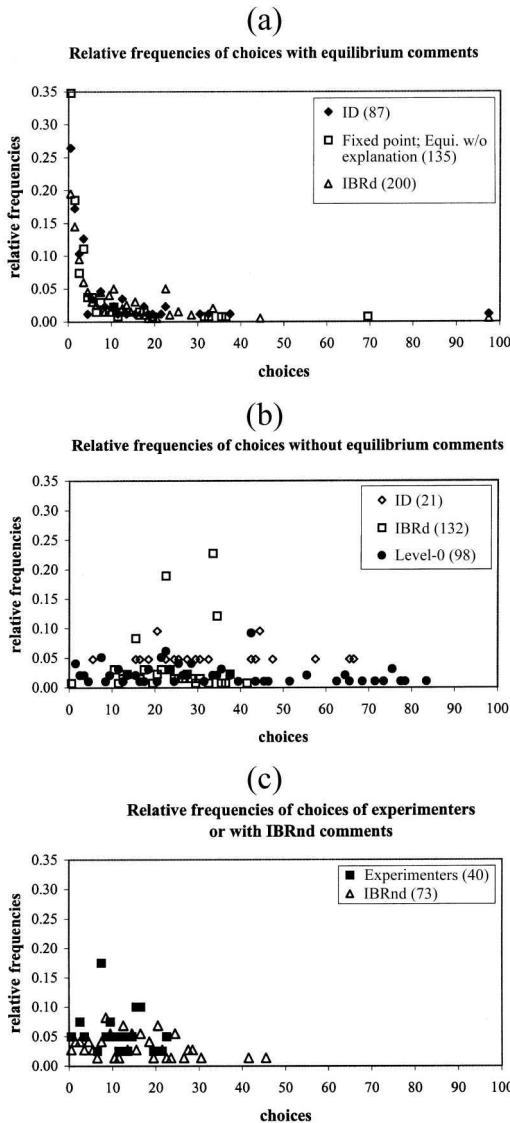 (a)
Relative frequencies of choices with equilibrium comments
relative frequencies
0.35
0.30
0.25
0.20
0.15
0.10
0.05
0.00
0 10 20 30 40 50 60 70 80 90 100
choices
ID (87)
Fixed point; Equi. w/o
explanation (135)
IBRd (200)
(b)
Relative frequencies of choices without equilibrium comments
relative frequencies
0.35
0.30
0.25
0.20
0.15
0.10
0.05
0.00
0 10 20 30 40 50 60 70 80 90 100
choices
ID (21)
IBRd (132)
Level-0 (98)
(c)
Relative frequencies of choices of experimenters
or with IBRnd comments
relative frequencies
0.35
0.30
0.25
0.20
0.15
0.10
0.05
0.00
0 10 20 30 40 50 60 70 80 90 100
choices
Experimenters (40)
IBRnd (73)